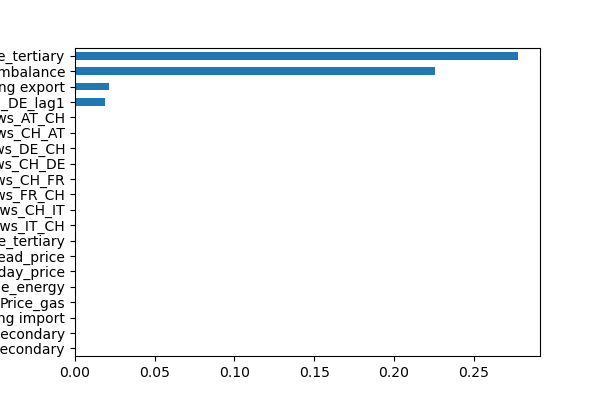 e_tertiary
mbalance
ng export
_DE_lag1
ws_AT_CH
ws_CH_AT
ws_DE_CH
ws_CH_DE
ws_CH_FR
ws_FR_CH
ws_CH_IT
ws_IT_CH
e_tertiary
ead_price
day_price
e_energy
Price_gas
ng import
econdary
econdary
0.00 0.05 0.10 0.15 0.20 0.25